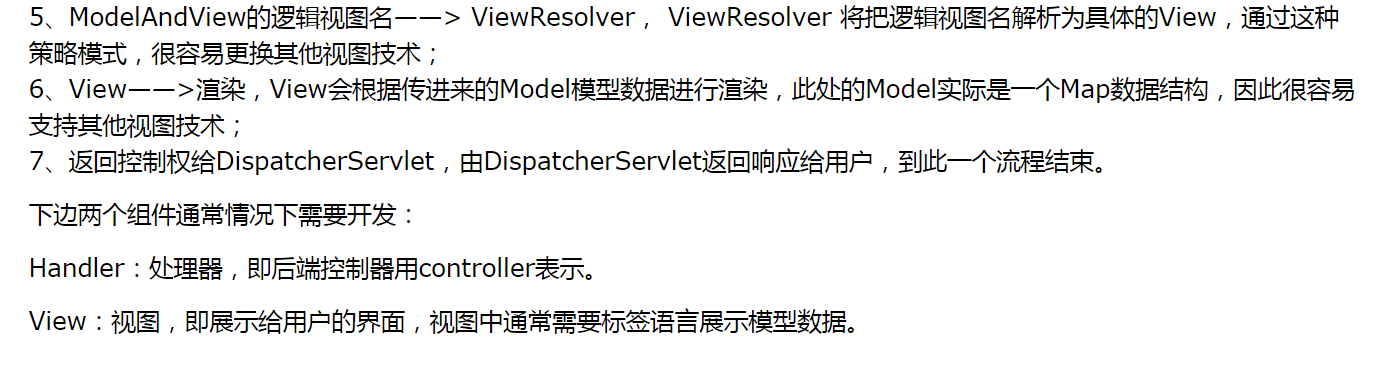 5、ModelAndView的逻辑视图名——> ViewResolver， ViewResolver 将把逻辑视图名解析为具体的View，通过这种
策略模式，很容易更换其他视图技术；
6、View——>渲染，View会根据传进来的Model模型数据进行渲染，此处的Model实际是一个Map数据结构，因此很容易
支持其他视图技术；
7、返回控制权给DispatcherServlet，由DispatcherServlet返回响应给用户，到此一个流程结束。
下边两个组件通常情况下需要开发：
Handler：处理器，即后端控制器用controller表示。
View：视图，即展示给用户的界面，视图中通常需要标签语言展示模型数据。